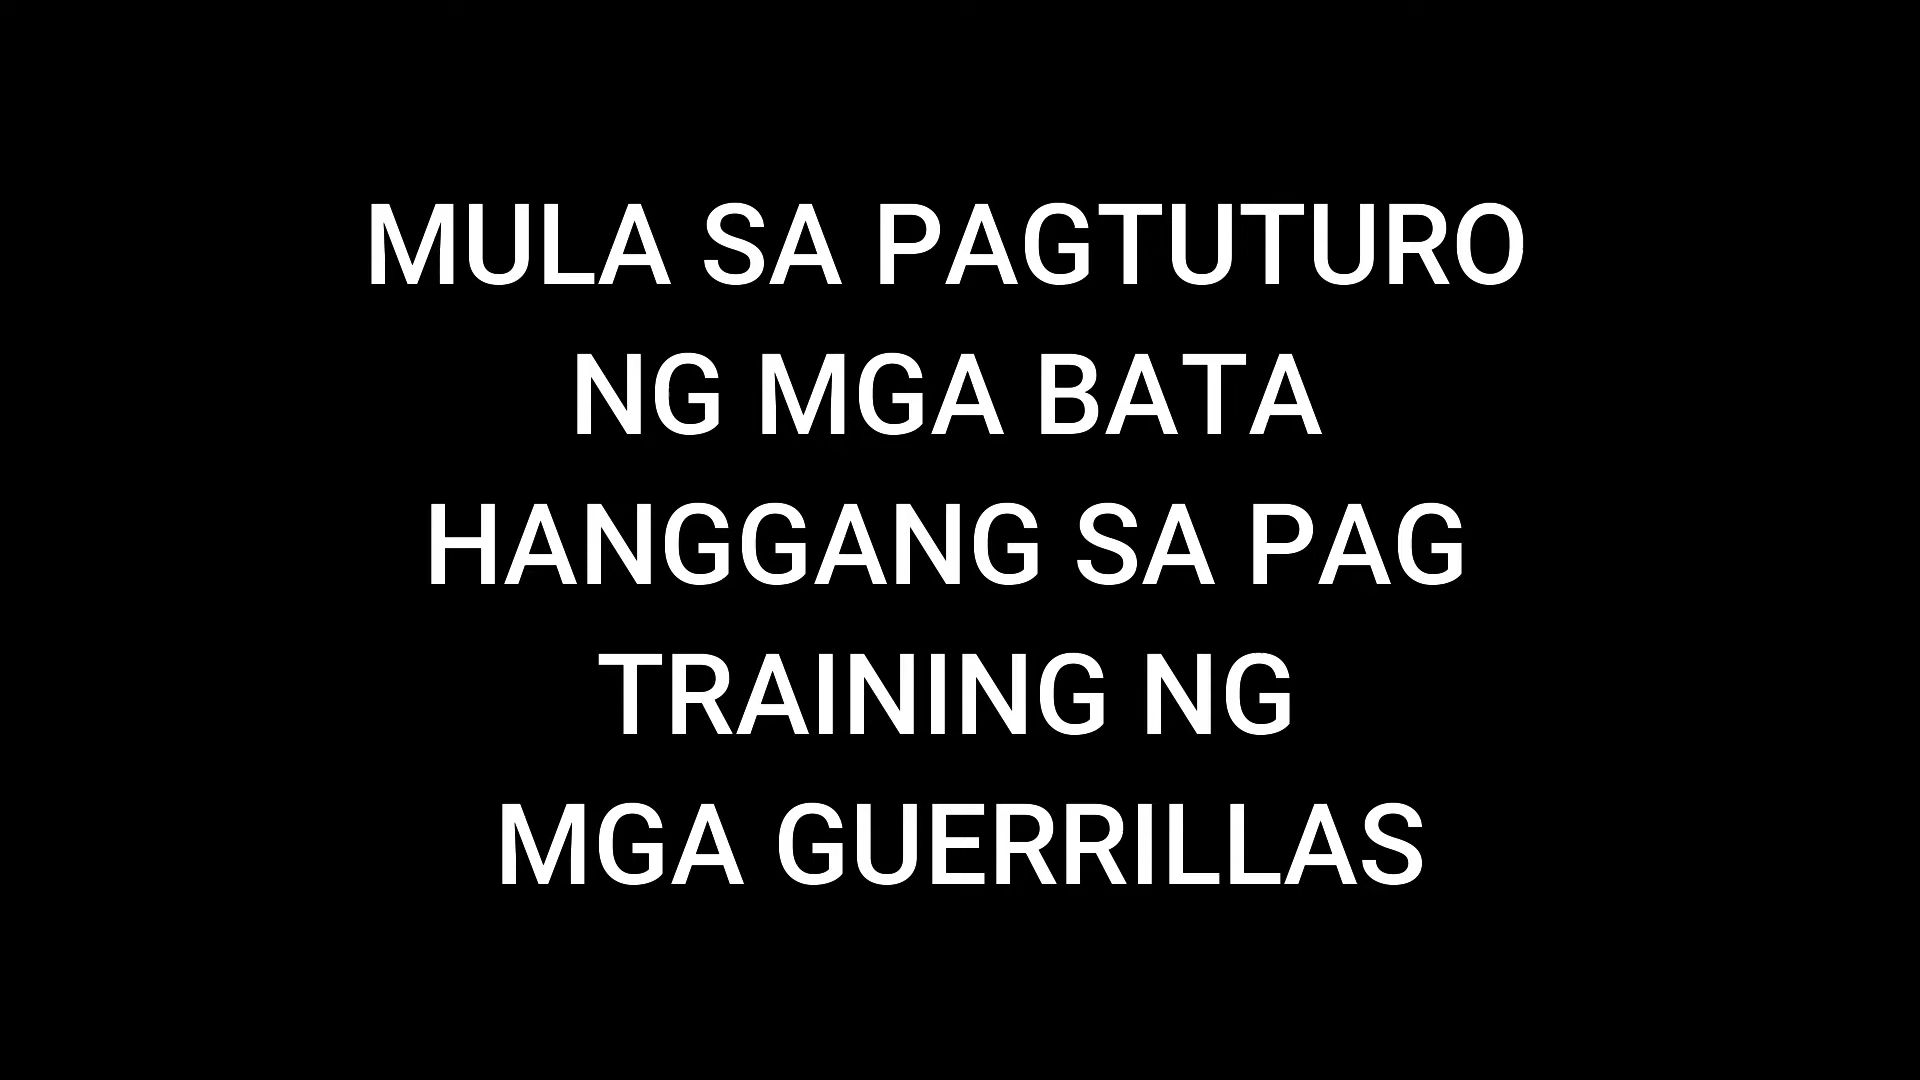 MULA SA PAGTUTURO
NG MGA BATA
HANGGANG SA PAG
TRAINING NG
MGA GUERRILLAS